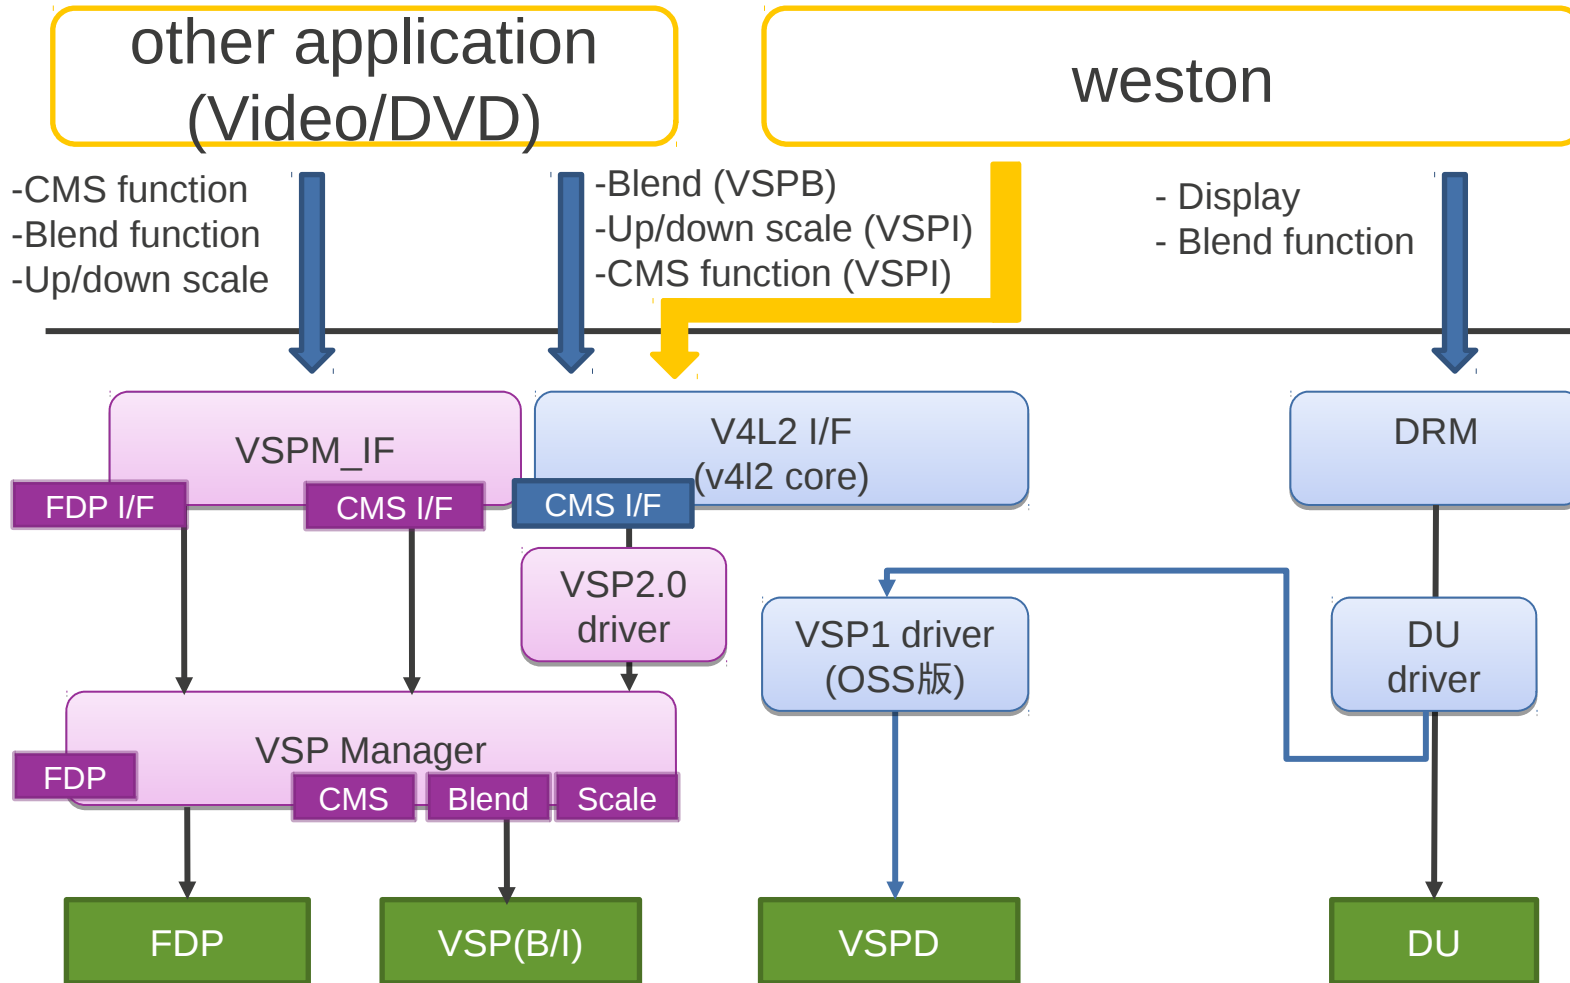 other application
(Video/DVD)
weston
-CMS function
-Blend function
-Up/down scale
-Blend (VSPB)
-Up/down scale (VSPI)
-CMS function (VSPI)
- Display
- Blend function
VSPM_IF
V4L2 I/F
(v4l2 core)
DRM
FDP I/F
CMS I/F
CMS I/F
VSP2.0
driver
VSP1 driver
(OSS版)
DU
driver
VSP Manager
FDP
CMS
Blend
Scale
FDP
VSP(B/I)
VSPD
DU